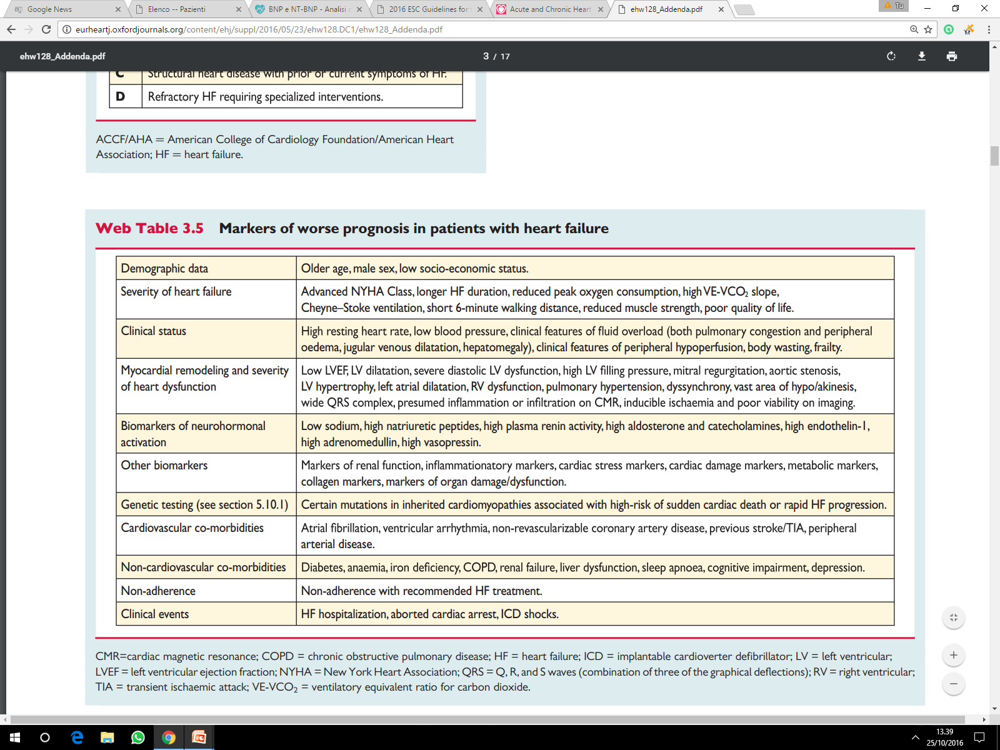 Google News
Elenco -- Pazienti
BNP e NT-BNP - Analisi c
2016 ESC Guidelines for t
Acute and Chronic Heart
ehw128_Addenda.pdf
Tu
eurheartj.oxfordjournals.org/content/ehj/suppl/2016/05/23/ehw128.DC1/ehw128_Addenda.pdf
ehw128_Addenda.pdf
3 / 17
C Structural heart disease with prior or current symptoms of HF.
D Refractory HF requiring specialized interventions.
ACCF/AHA = American College of Cardiology Foundation/American Heart
Association; HF = heart failure.
Web Table 3.5 Markers of worse prognosis in patients with heart failure
Demographic data
Older age, male sex, low socio-economic status.
Severity of heart failure
Advanced NYHA Class, longer HF duration, reduced peak oxygen consumption, high VE-VCO₂ slope,
Cheyne–Stoke ventilation, short 6-minute walking distance, reduced muscle strength, poor quality of life.
Clinical status
High resting heart rate, low blood pressure, clinical features of fluid overload (both pulmonary congestion and peripheral
oedema, jugular venous dilatation, hepatomegaly), clinical features of peripheral hypoperfusion, body wasting, frailty.
Myocardial remodeling and severity
of heart dysfunction
Low LVEF, LV dilatation, severe diastolic LV dysfunction, high LV filling pressure, mitral regurgitation, aortic stenosis,
LV hypertrophy, left atrial dilatation, RV dysfunction, pulmonary hypertension, dyssynchrony, vast area of hypo/akinesis,
wide QRS complex, presumed inflammation or infiltration on CMR, inducible ischaemia and poor viability on imaging.
Biomarkers of neurohormonal
activation
Low sodium, high natriuretic peptides, high plasma renin activity, high aldosterone and catecholamines, high endothelin-1,
high adrenomedullin, high vasopressin.
Other biomarkers
Markers of renal function, inflammationatory markers, cardiac stress markers, cardiac damage markers, metabolic markers,
collagen markers, markers of organ damage/dysfunction.
Genetic testing (see section 5.10.1)
Certain mutations in inherited cardiomyopathies associated with high-risk of sudden cardiac death or rapid HF progression.
Cardiovascular co-morbidities
Atrial fibrillation, ventricular arrhythmia, non-revascularizable coronary artery disease, previous stroke/TIA, peripheral
arterial disease.
Non-cardiovascular co-morbidities
Diabetes, anaemia, iron deficiency, COPD, renal failure, liver dysfunction, sleep apnoea, cognitive impairment, depression.
Non-adherence
Non-adherence with recommended HF treatment.
Clinical events
HF hospitalization, aborted cardiac arrest, ICD shocks.
CMR=cardiac magnetic resonance; COPD = chronic obstructive pulmonary disease; HF = heart failure; ICD = implantable cardioverter defibrillator; LV = left ventricular;
LVEF = left ventricular ejection fraction; NYHA = New York Heart Association; QRS = Q, R, and S waves (combination of three of the graphical deflections); RV = right ventricular;
TIA = transient ischaemic attack; VE-VCO₂ = ventilatory equivalent ratio for carbon dioxide.
13.39
25/10/2016